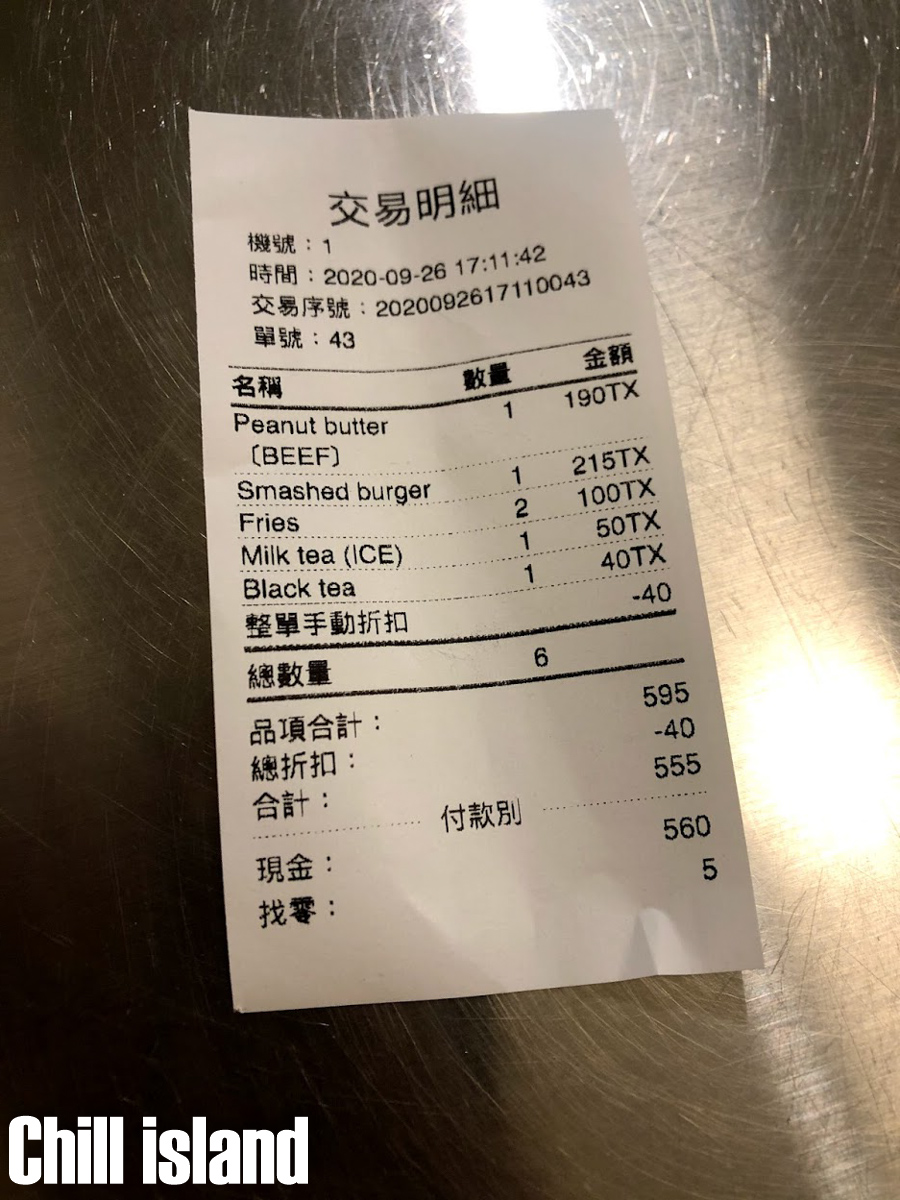 交易明細
機號：1
時間：2020-09-26 17:11:42
交易序號：2020092617110043
單號：43
名稱 數量 金額
Peanut butter 1 190TX
〔BEEF〕
Smashed burger 1 215TX
Fries 2 100TX
Milk tea (ICE) 1 50TX
Black tea 1 40TX
整單手動折扣 -40
總數量 6
品項合計： 595
總折扣： -40
合計： 555
付款別
現金： 560
找零： 5
Chill island